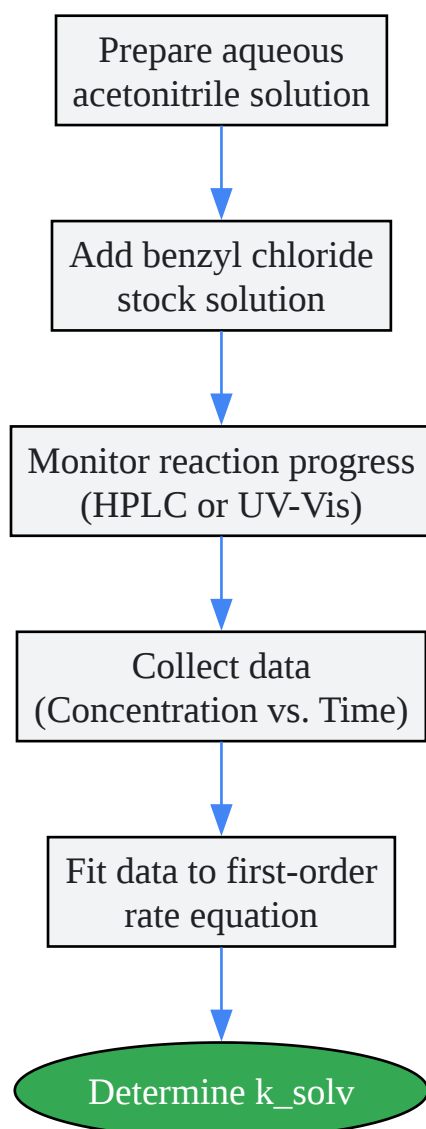 Prepare aqueous
acetonitrile solution
Add benzyl chloride
stock solution
Monitor reaction progress
(HPLC or UV-Vis)
Collect data
(Concentration vs. Time)
Fit data to first-order
rate equation
Determine k_solv